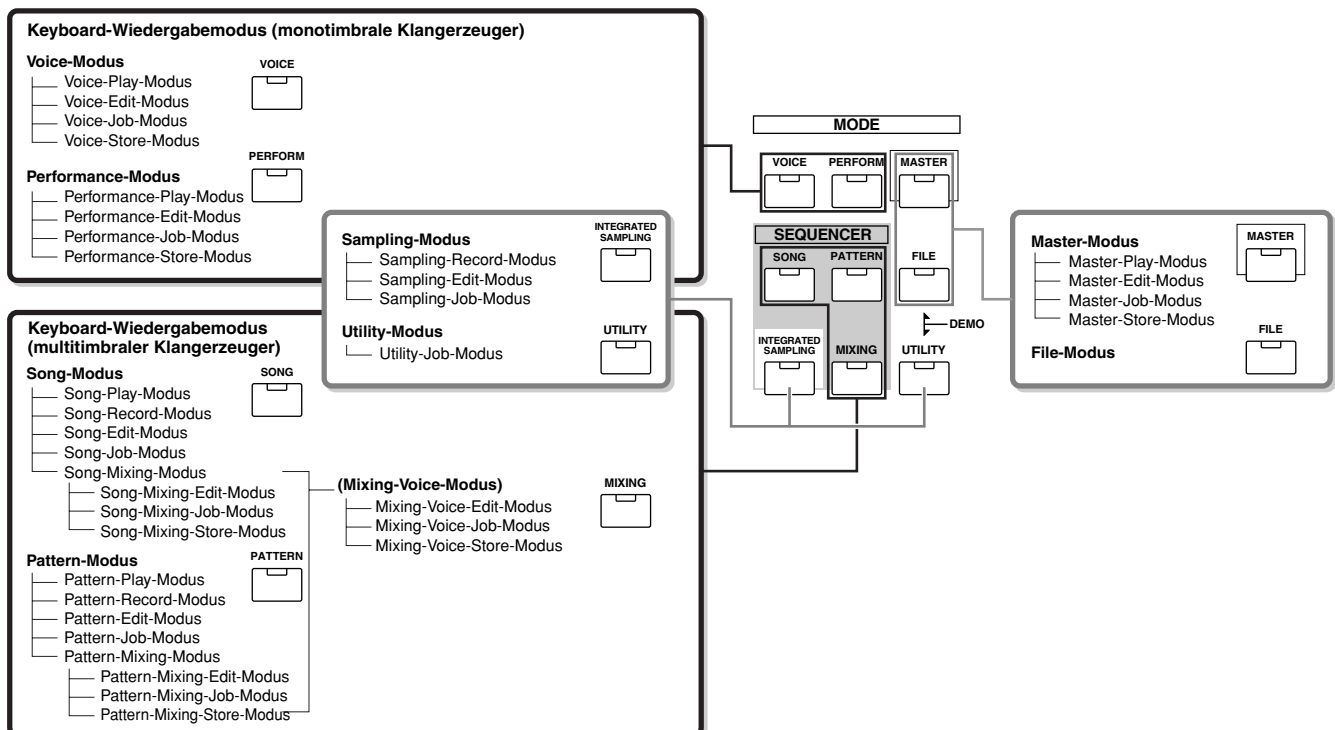 Keyboard-Wiedergabemodus (monotimbrale Klangerzeuger)
Voice-Modus
VOICE
Voice-Play-Modus
Voice-Edit-Modus
Voice-Job-Modus
Voice-Store-Modus
PERFORM
Performance-Modus
Performance-Play-Modus
Performance-Edit-Modus
Performance-Job-Modus
Performance-Store-Modus
Sampling-Modus
INTEGRATED
SAMPLING
Sampling-Record-Modus
Sampling-Edit-Modus
Sampling-Job-Modus
Utility-Modus
UTILITY
Utility-Job-Modus
Keyboard-Wiedergabemodus
(multitimbraler Klangerzeuger)
Song-Modus
SONG
Song-Play-Modus
Song-Record-Modus
Song-Edit-Modus
Song-Job-Modus
Song-Mixing-Modus
Song-Mixing-Edit-Modus
Song-Mixing-Job-Modus
Song-Mixing-Store-Modus
(Mixing-Voice-Modus)
MIXING
Mixing-Voice-Edit-Modus
Mixing-Voice-Job-Modus
Mixing-Voice-Store-Modus
Pattern-Modus
PATTERN
Pattern-Play-Modus
Pattern-Record-Modus
Pattern-Edit-Modus
Pattern-Job-Modus
Pattern-Mixing-Modus
Pattern-Mixing-Edit-Modus
Pattern-Mixing-Job-Modus
Pattern-Mixing-Store-Modus
MODE
VOICE PERFORM MASTER
SEQUENCER
SONG PATTERN FILE
DEMO
INTEGRATED
SAMPLING MIXING UTILITY
Master-Modus
MASTER
Master-Play-Modus
Master-Edit-Modus
Master-Job-Modus
Master-Store-Modus
FILE
File-Modus